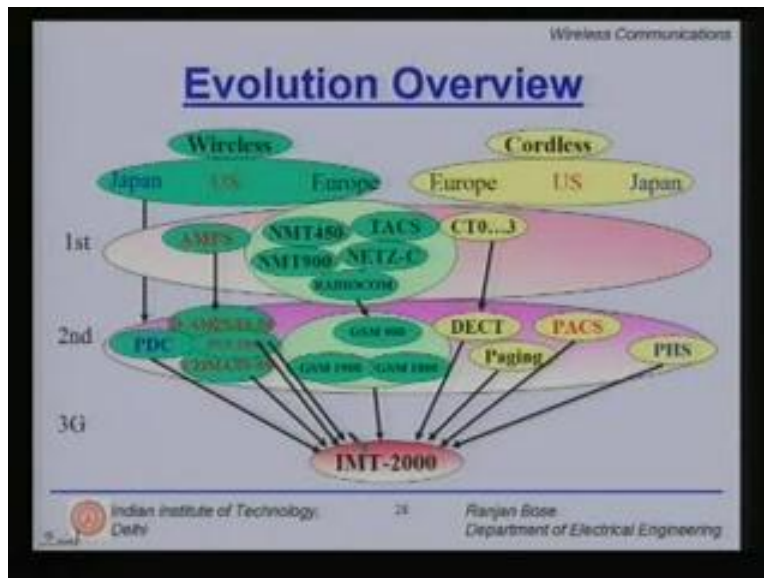 Wireless Communications
Evolution Overview
Wireless
Cordless
Japan US Europe
Europe US Japan
1st
AMPS
NMT450
TACS
CT0...3
NMT900
NETZ-C
RADIOCOM
2nd
PDC
GSM 900
DECT
PACS
GSM 1900
GSM 1800
Paging
PHS
3G
IMT-2000
Indian Institute of Technology,
Delhi
28
Ranjan Bose
Department of Electrical Engineering